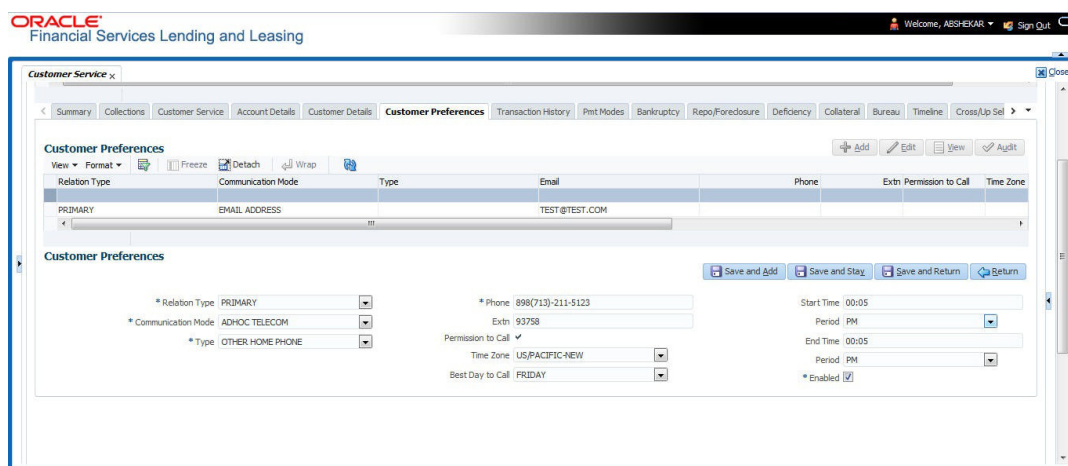 ORACLE
Financial Services Lending and Leasing
Welcome, ABSHEKAR Sign Out
Customer Service x
Close
Summary Collections Customer Service Account Details Customer Details Customer Preferences Transaction History Pmt Modes Bankruptcy Repo/Foreclosure Deficiency Collateral Bureau Timeline Cross/Up Sel
Customer Preferences
Add Edit View Audit
View Format Freeze Detach Wrap
Relation Type Communication Mode Type Email Phone Extn Permission to Call Time Zone
PRIMARY EMAIL ADDRESS TEST@TEST.COM
Customer Preferences
Save and Add Save and Stay Save and Return Return
* Relation Type PRIMARY * Phone 898(713)-211-5123 Start Time 00:05
* Communication Mode ADHOC TELECOM Extn 93758 Period PM
* Type OTHER HOME PHONE Permission to Call End Time 00:05
Time Zone US/PACIFIC-NEW Period PM
Best Day to Call FRIDAY * Enabled